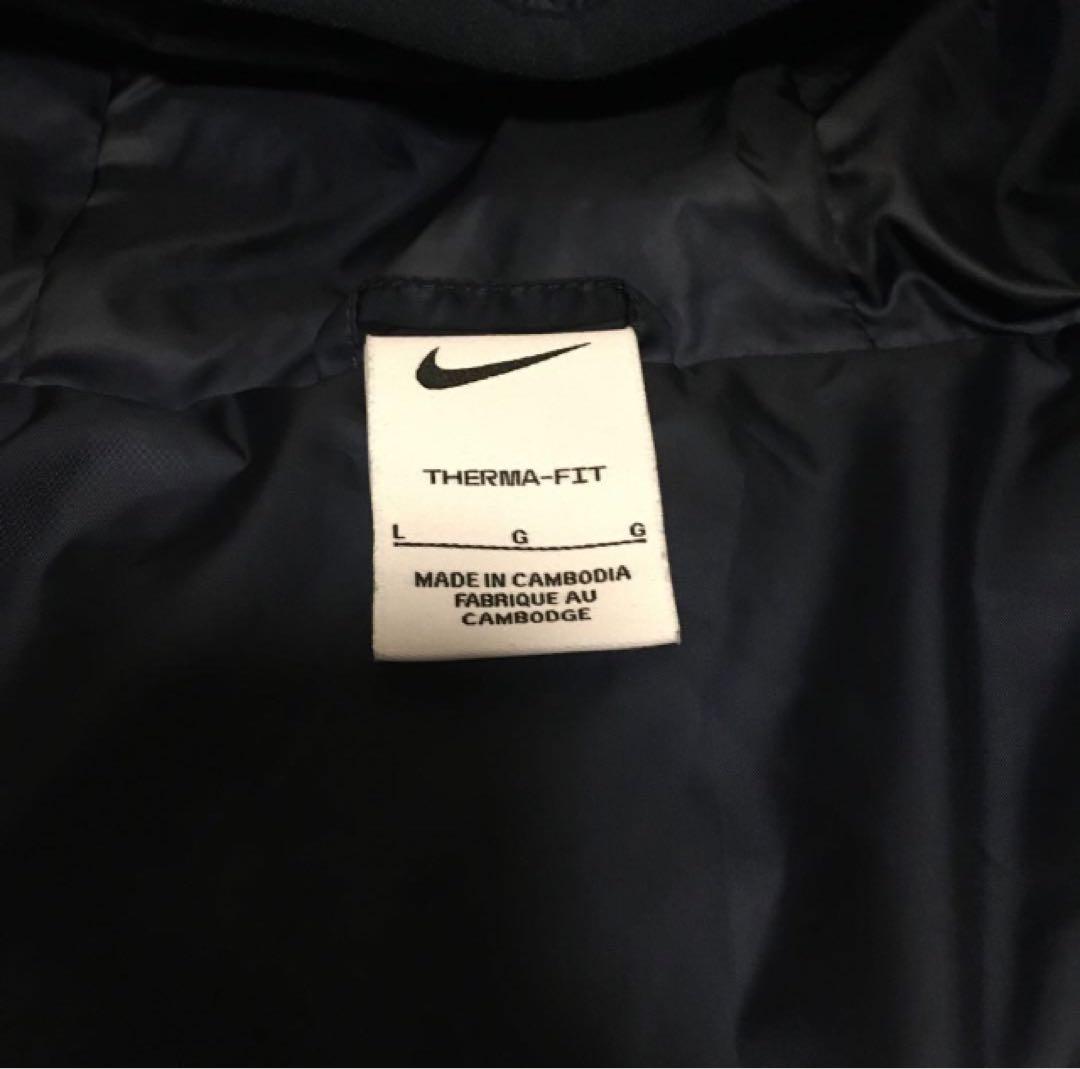 THERMA-FIT
L G G
MADE IN CAMBODIA
FABRIQUE AU
CAMBODGE